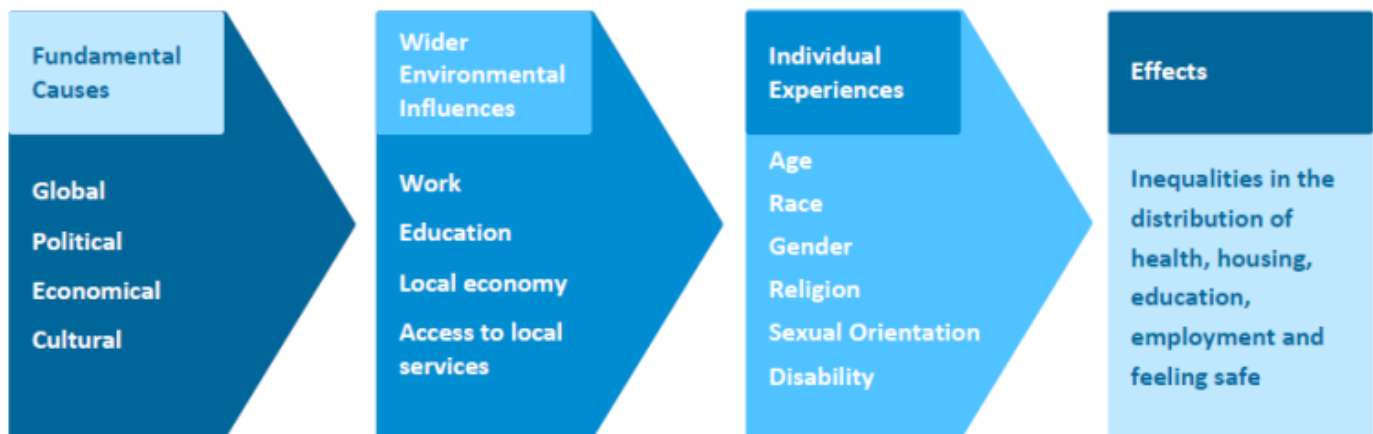 Fundamental
Causes
Global
Political
Economical
Cultural
Wider
Environmental
Influences
Work
Education
Local economy
Access to local
services
Individual
Experiences
Age
Race
Gender
Religion
Sexual Orientation
Disability
Effects
Inequalities in the
distribution of
health, housing,
education,
employment and
feeling safe